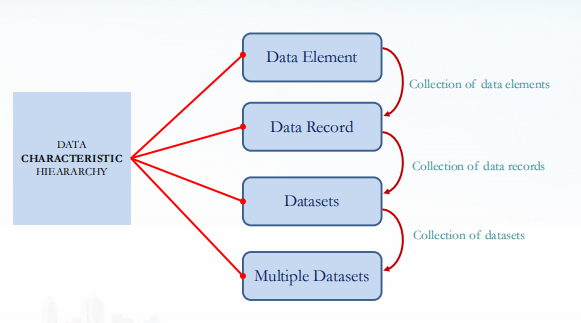 Data Element
Collection of data elements
Data Record
DATA
CHARACTERISTIC
HIEARARCHY
Collection of data records
Datasets
Collection of datasets
Multiple Datasets